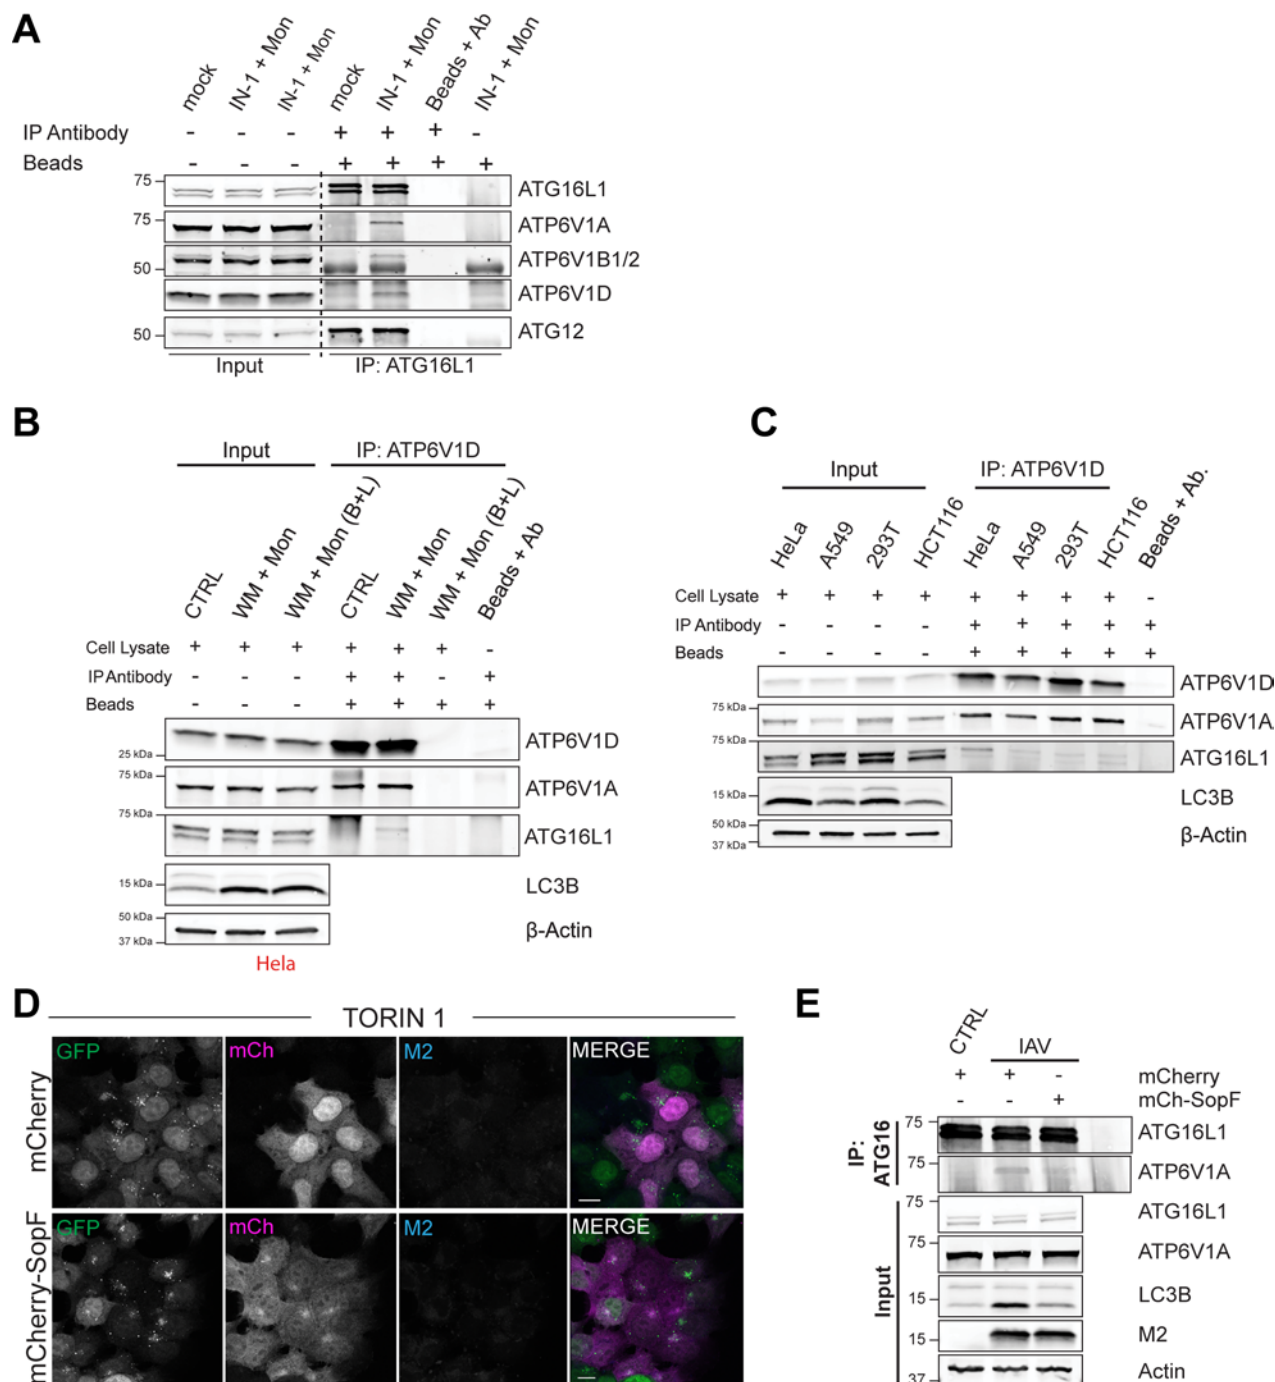 A
mock
IN-1 + Mon
IN-1 + Mon
mock
IN-1 + Mon
Beads + Ab
IN-1 + Mon
IP Antibody - - - + + + -
Beads - - - + + + +
75 ATG16L1
75 ATP6V1A
50 ATP6V1B1/2
ATP6V1D
50 ATG12
Input IP: ATG16L1
B
Input IP: ATP6V1D
CTRL
WM + Mon
WM + Mon (B+L)
CTRL
WM + Mon
WM + Mon (B+L)
Beads + Ab
Cell Lysate + + + + + + -
IP Antibody - - - + + - +
Beads - - - + + + +
ATP6V1D
25 kDa
75 kDa
ATP6V1A
75 kDa
ATG16L1
15 kDa LC3B
50 kDa
β-Actin
37 kDa
Hela
C
Input IP: ATP6V1D
HeLa
A549
293T
HCT116
HeLa
A549
293T
HCT116
Beads + Ab.
Cell Lysate + + + + + + + + -
IP Antibody - - - - + + + + +
Beads - - - - + + + + +
ATP6V1D
75 kDa
ATP6V1A
75 kDa
ATG16L1
15 kDa LC3B
50 kDa
β-Actin
37 kDa
D
TORIN 1
mCherry
GFP mCh M2 MERGE
mCherry-SopF
GFP mCh M2 MERGE
E
CTRL IAV
+ + - mCherry
- - + mCh-SopF
IP:
ATG16
75 ATG16L1
75 ATP6V1A
Input
75 ATG16L1
75 ATP6V1A
15 LC3B
15 M2
37 Actin